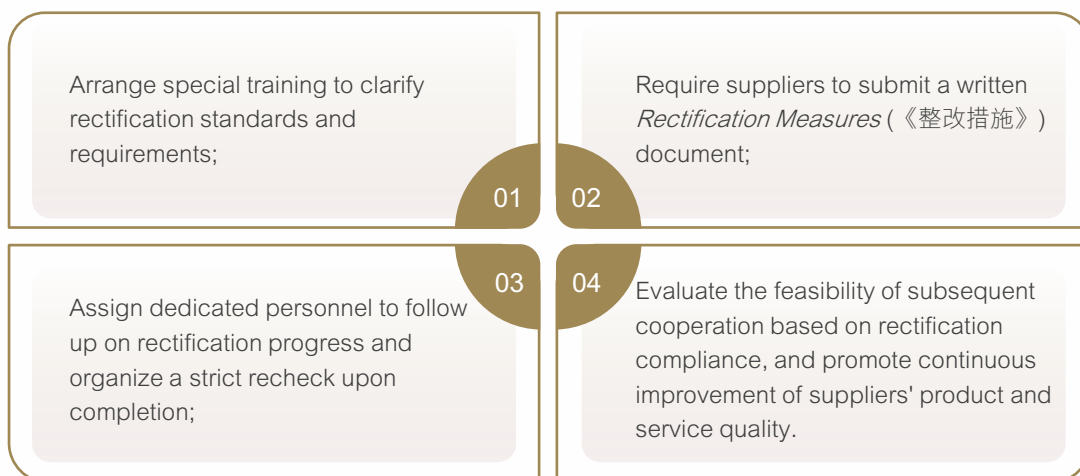 Arrange special training to clarify
rectification standards and
requirements;
01
Require suppliers to submit a written
Rectification Measures (《整改措施》)
document;
02
Assign dedicated personnel to follow
up on rectification progress and
organize a strict recheck upon
completion;
03
Evaluate the feasibility of subsequent
cooperation based on rectification
compliance, and promote continuous
improvement of suppliers' product and
service quality.
04